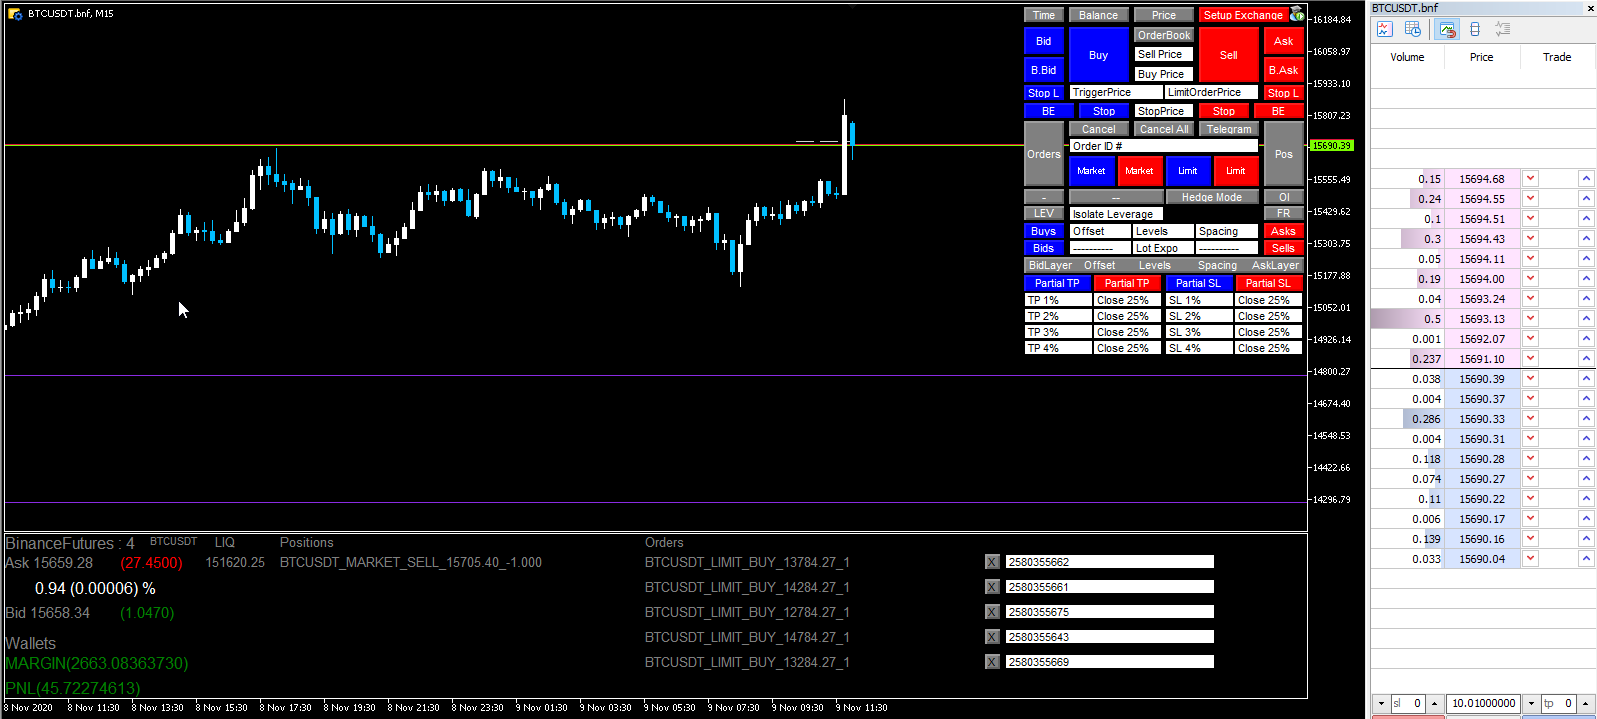 BTCUSDT.bnf, M15
Time Balance Price Setup Exchange
Bid Buy OrderBook Sell Ask
Sell Price
B.Bid Buy Price B.Ask
Stop L TriggerPrice LimitOrderPrice Stop L
BE Stop StopPrice Stop BE
Orders Cancel Cancel All Telegram Pos
Order ID #
Market Market Limit Limit
- -- Hedge Mode OI
LEV Isolate Leverage FR
Buys Offset Levels Spacing Asks
Bids ---------- Lot Expo ---------- Sells
BidLayer Offset Levels Spacing AskLayer
Partial TP Partial TP Partial SL Partial SL
TP 1% Close 25% SL 1% Close 25%
TP 2% Close 25% SL 2% Close 25%
TP 3% Close 25% SL 3% Close 25%
TP 4% Close 25% SL 4% Close 25%
16184.84
16058.97
15933.10
15807.23
15690.39
15555.49
15429.62
15303.75
15177.88
15052.01
14926.14
14800.27
14674.40
14548.53
14422.66
14296.79
BinanceFutures : 4 BTCUSDT LIQ Positions Orders
Ask 15659.28 (27.4500) 151620.25 BTCUSDT_MARKET_SELL_15705.40_-1.000 BTCUSDT_LIMIT_BUY_13784.27_1 X 2580355662
0.94 (0.00006) % BTCUSDT_LIMIT_BUY_14284.27_1 X 2580355661
Bid 15658.34 (1.0470) BTCUSDT_LIMIT_BUY_12784.27_1 X 2580355675
Wallets BTCUSDT_LIMIT_BUY_14784.27_1 X 2580355643
MARGIN(2663.08363730) BTCUSDT_LIMIT_BUY_13284.27_1 X 2580355669
PNL(45.72274613)
8 Nov 2020 8 Nov 11:30 8 Nov 13:30 8 Nov 15:30 8 Nov 17:30 8 Nov 19:30 8 Nov 21:30 8 Nov 23:30 9 Nov 01:30 9 Nov 03:30 9 Nov 05:30 9 Nov 07:30 9 Nov 09:30 9 Nov 11:30
BTCUSDT.bnf
Volume Price Trade
0.15 15694.68
0.24 15694.55
0.1 15694.51
0.3 15694.43
0.05 15694.11
0.19 15694.00
0.04 15693.24
0.5 15693.13
0.001 15692.07
0.237 15691.10
0.038 15690.39
0.004 15690.37
0.286 15690.33
0.004 15690.31
0.118 15690.28
0.074 15690.27
0.11 15690.22
0.006 15690.17
0.139 15690.16
0.033 15690.04
sl 0 10.01000000 tp 0